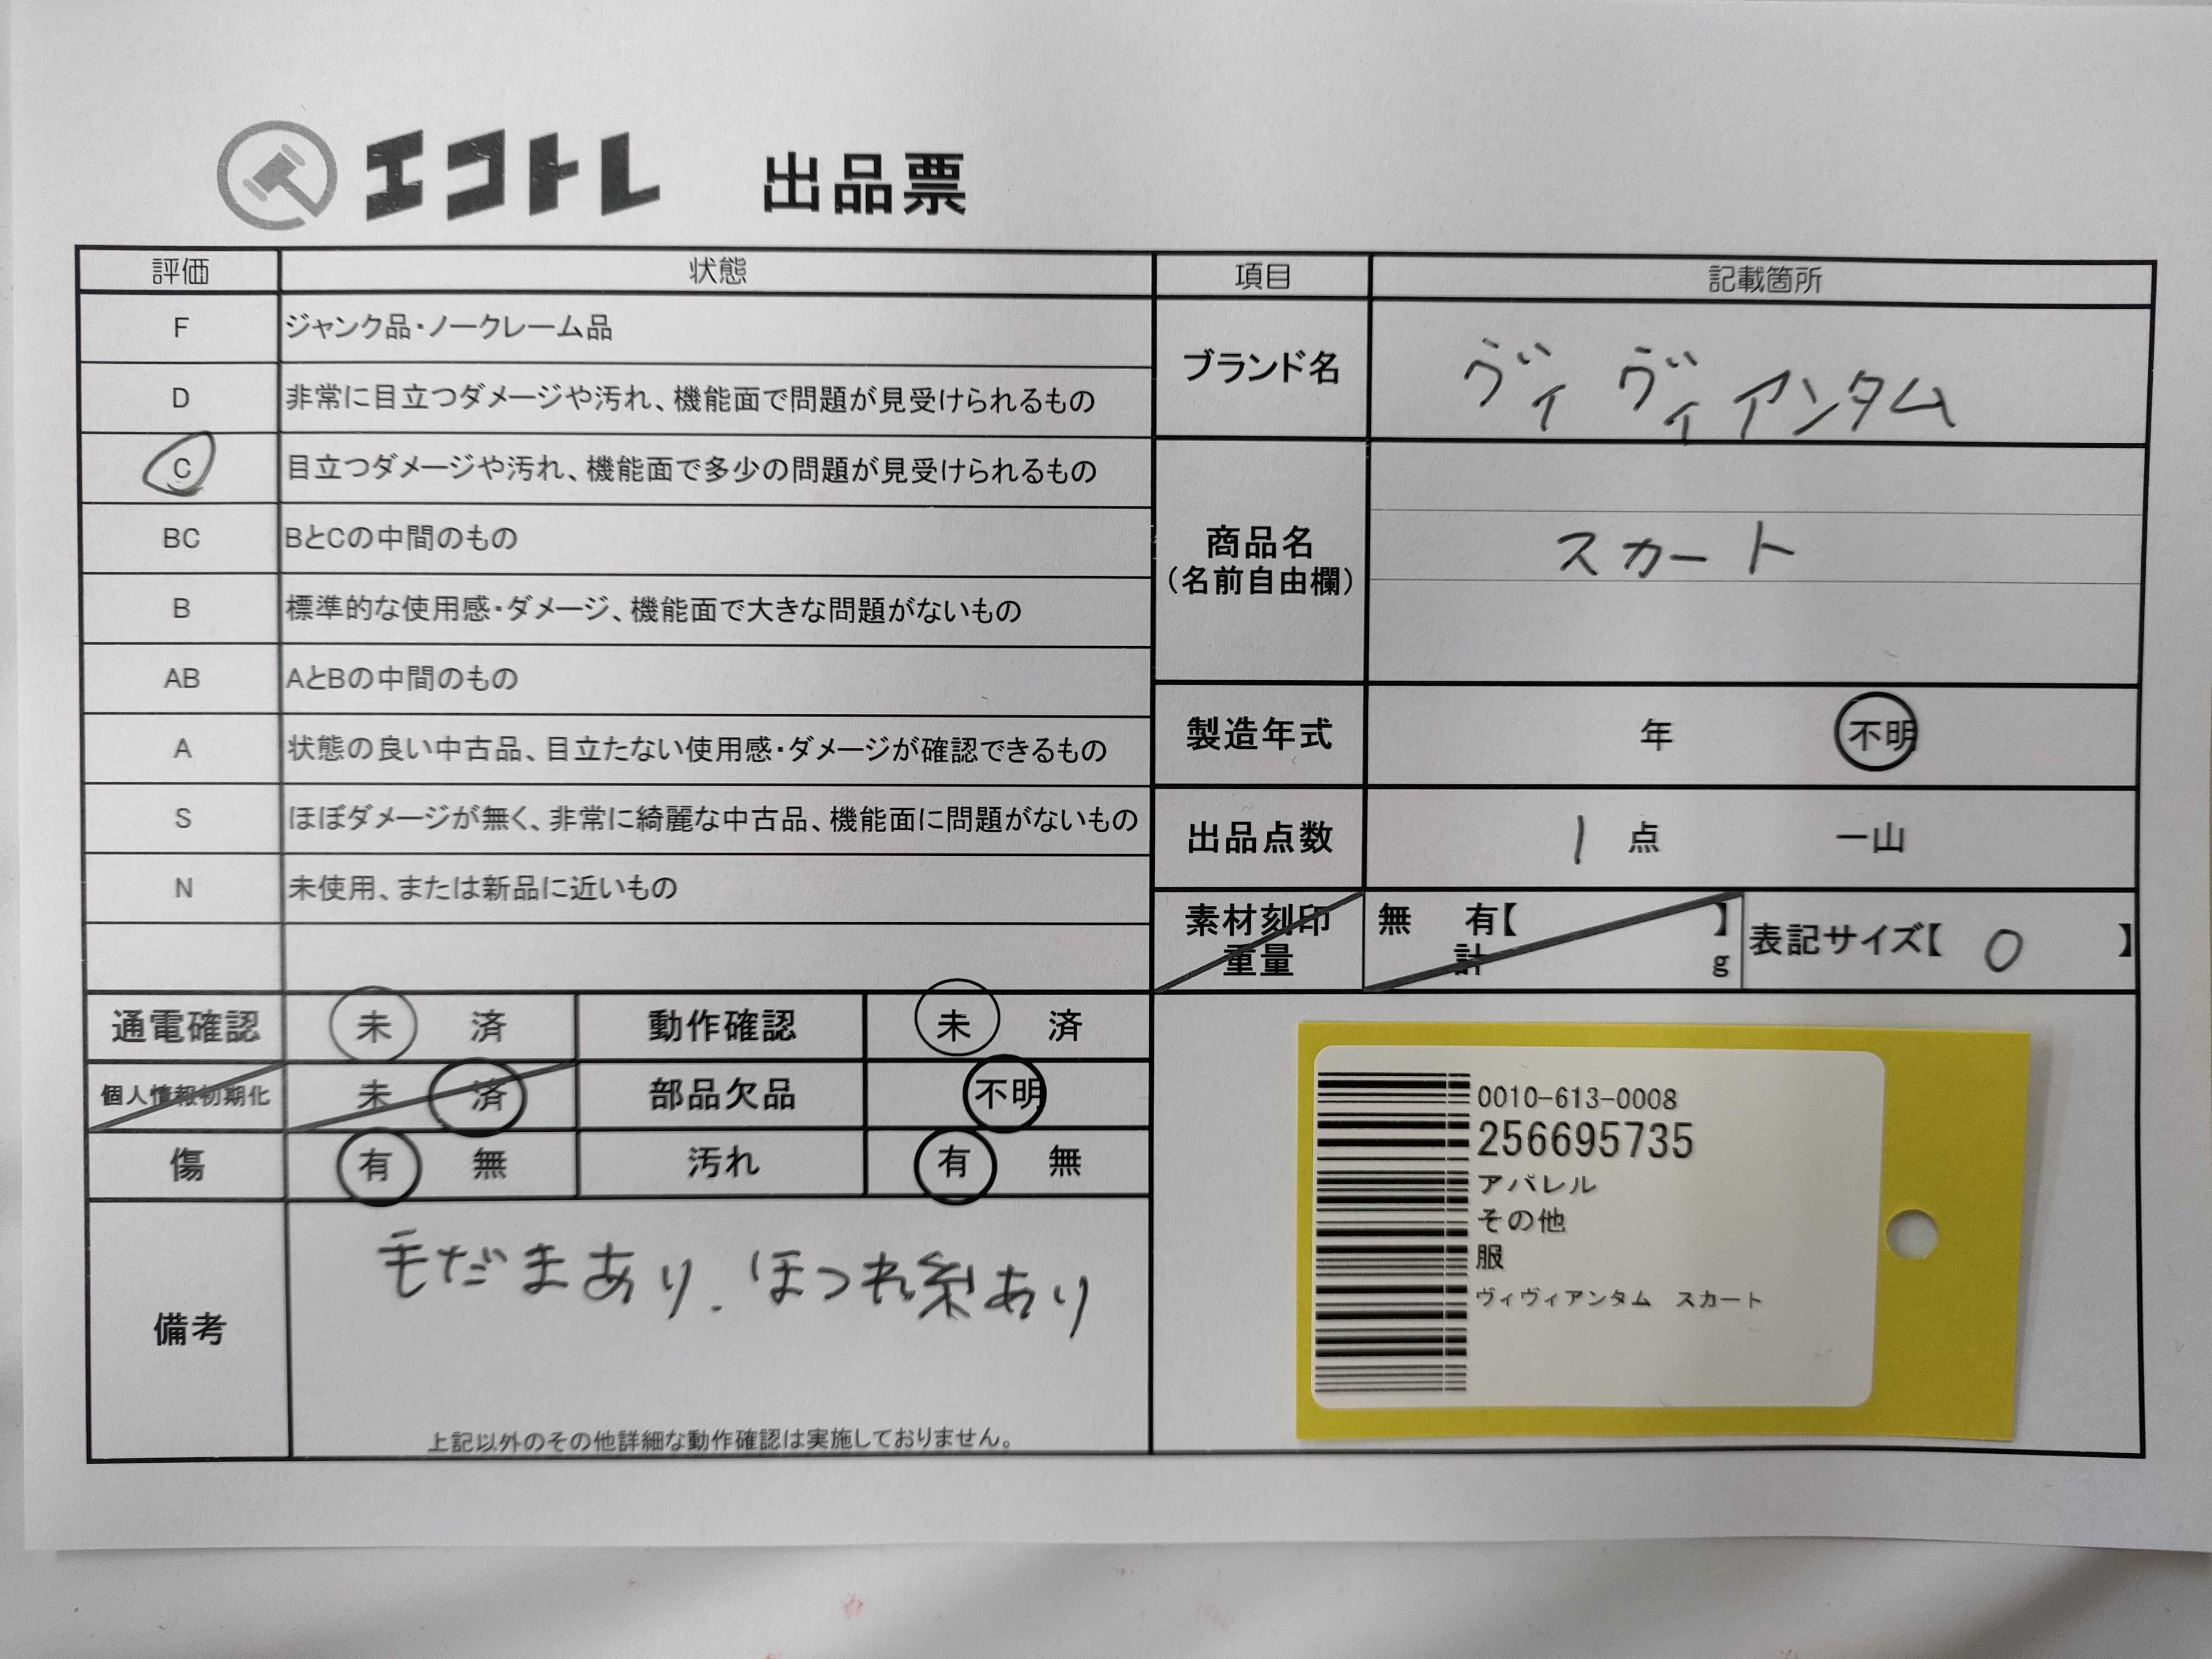 エコトレ 出品票
評価 状態
F ジャンク品・ノークレーム品
D 非常に目立つダメージや汚れ、機能面で問題が見受けられるもの
C 目立つダメージや汚れ、機能面で多少の問題が見受けられるもの
BC BとCの中間のもの
B 標準的な使用感・ダメージ、機能面で大きな問題がないもの
AB AとBの中間のもの
A 状態の良い中古品、目立たない使用感・ダメージが確認できるもの
S ほぼダメージが無く、非常に綺麗な中古品、機能面に問題がないもの
N 未使用、または新品に近いもの
通電確認 未 済 動作確認 未 済
個人情報初期化 未 済 部品欠品 不明
傷 有 無 汚れ 有 無
備考
毛だまあり、ほつれ糸あり
上記以外のその他詳細な動作確認は実施しておりません。
項目 記載箇所
ブランド名 ヴィヴィアンタム
商品名
(名前自由欄)
スカート
製造年式 年 不明
出品点数 1 点 一山
素材刻印 無 有【 】
重量 計 g
表記サイズ【 0 】
0010-613-0008
256695735
アパレル
その他
服
ヴィヴィアンタム スカート